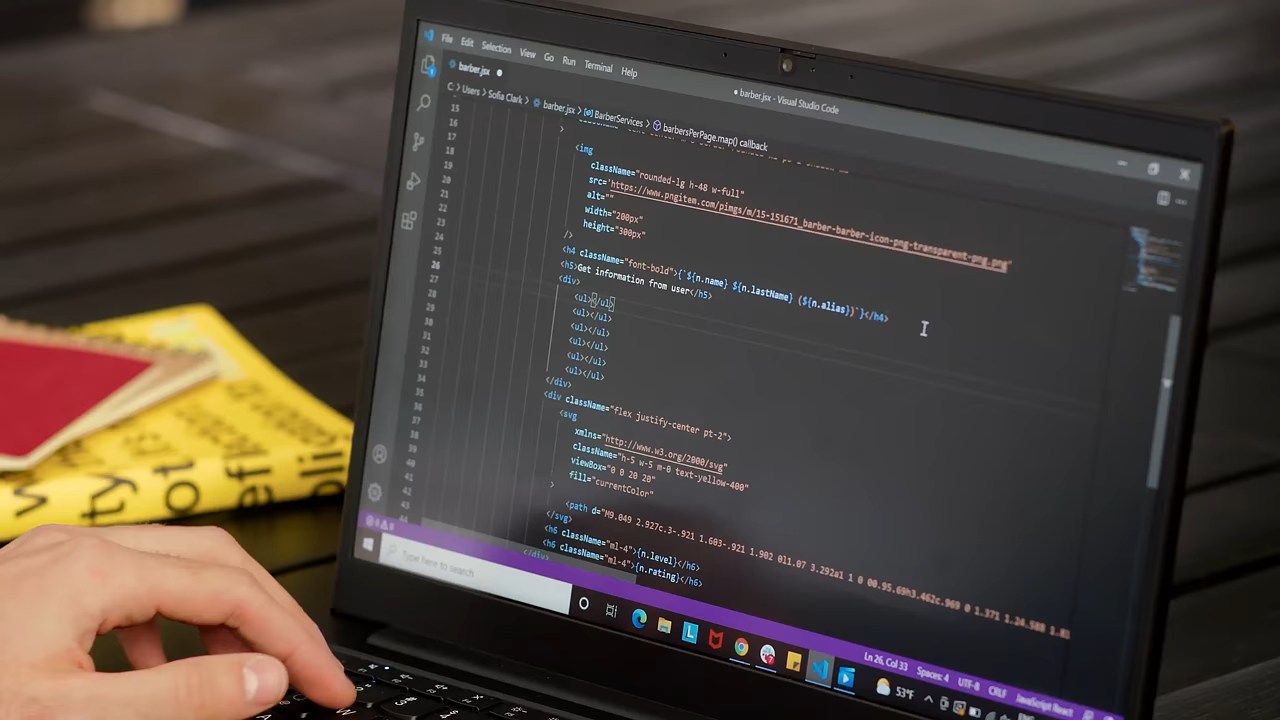 File Edit Selection View Go Run Terminal Help
barber.jsx - Visual Studio Code
barber.jsx
C: > Users > Sofia Clark > barber.jsx > BarberServices > barbersPerPage.map() callback
15
16 >
17 <img
18 className="rounded-lg h-48 w-full"
19 src='https://www.pngitem.com/pimgs/m/15-151671_barber-barber-icon-png-transparent-png.png'
20 alt=""
21 width="200px"
22 height="300px"
23 />
24 <h4 className="font-bold">{`${n.name} ${n.lastName} (${n.alias})`}</h4>
25 <h5>Get information from user</h5>
26 <div>
27 <ul></ul>
28 <ul></ul>
29 <ul></ul>
30 <ul></ul>
31 <ul></ul>
32 <ul></ul>
33 </div>
34 <div className="flex justify-center pt-2">
35 <svg
36 xmlns="http://www.w3.org/2000/svg"
37 className="h-5 w-5 m-0 text-yellow-400"
38 viewBox="0 0 20 20"
39 fill="currentColor"
40 >
41 <path d="M9.049 2.927c.3-.921 1.603-.921 1.902 0l1.07 3.292a1 1 0 00.95.69h3.462c.969 0 1.371 1.24.588 1.81
42 </svg>
43 <h6 className="ml-4">{n.level}</h6>
44 <h6 className="ml-4">{n.rating}</h6>
</div>
Ln 26, Col 33 Spaces: 4 UTF-8 CRLF JavaScript React
Type here to search
L
53°F
W